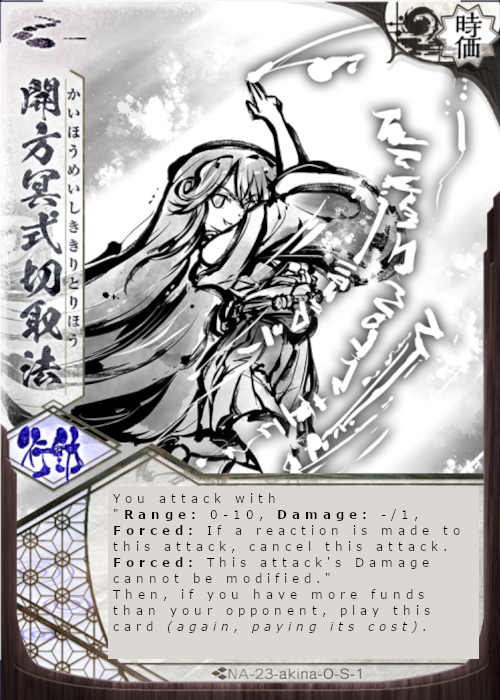 時価
開方冥式切取法
かいほうめいしききりとりほう
行動
You attack with
"Range: 0-10, Damage: -/1,
Forced: If a reaction is made to
this attack, cancel this attack.
Forced: This attack's Damage
cannot be modified."
Then, if you have more funds
than your opponent, play this
card (again, paying its cost).
NA-23-akina-O-S-1